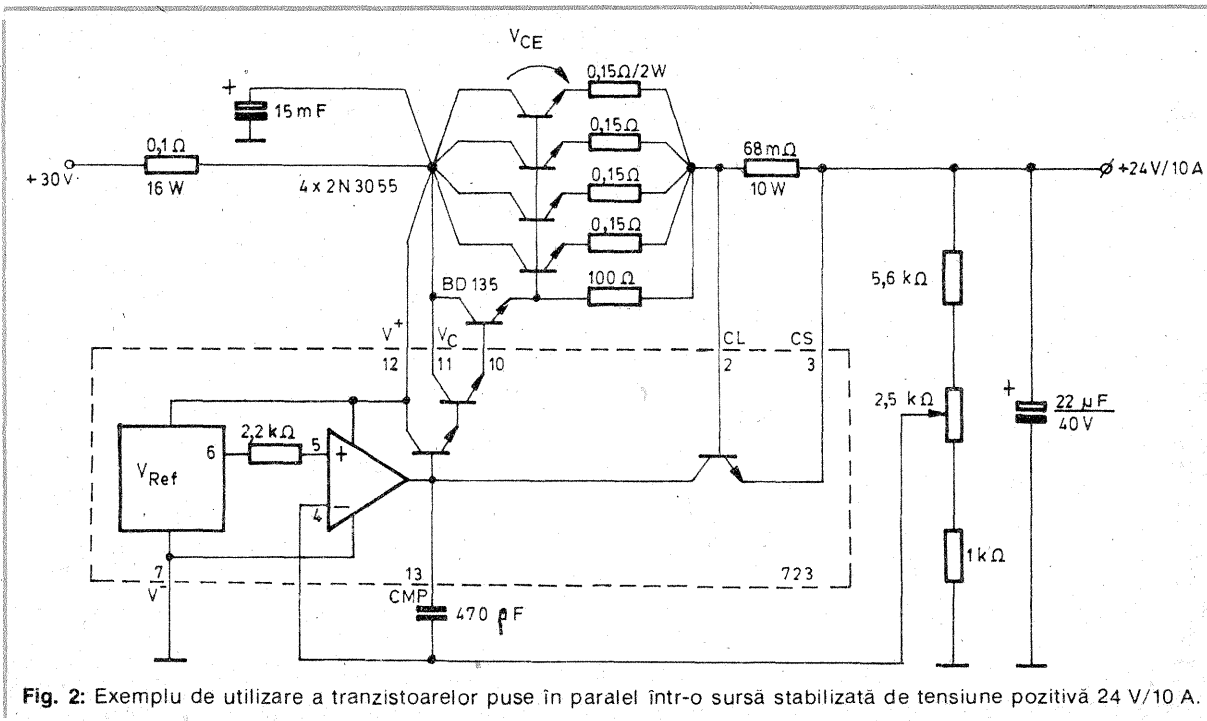 V_CE
+
15 mF
0,15Ω/2W
0,1Ω
+30V
16 W
4 x 2N 3055
0,15Ω
0,15Ω
0,15Ω
68 mΩ
10 W
+24V/10 A
BD 135
100 Ω
V+
12
V_C
11
10
CL
2
CS
3
5,6 kΩ
2,5 kΩ
+
22 µF
40V
2,2 kΩ
6
5
+
V_Ref
4
−
1kΩ
7
V-
13
CMP
723
470 pF
Fig. 2: Exemplu de utilizare a tranzistoarelor puse în paralel într-o sursă stabilizată de tensiune pozitivă 24 V/10 A.